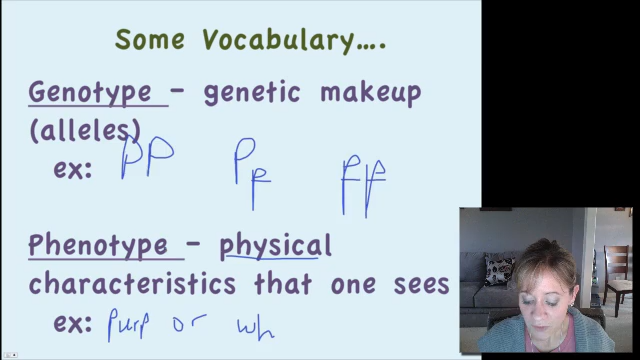 Some Vocabulary....
Genotype - genetic makeup
(alleles)
ex: PP Pp pp
Phenotype - physical
characteristics that one sees
ex: purp or wh